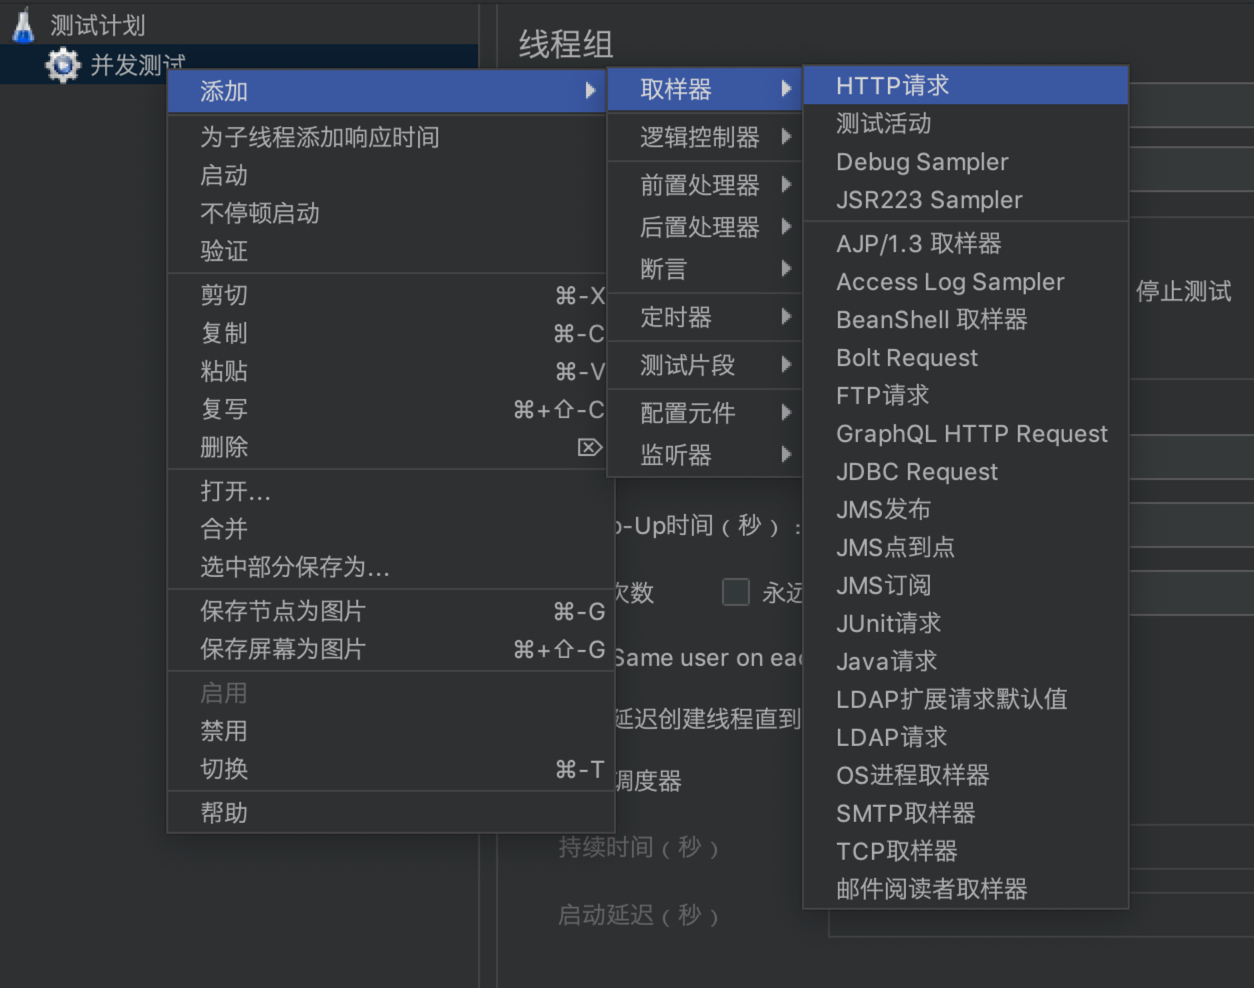 测试计划
并发测试
线程组
添加
为子线程添加响应时间
启动
不停顿启动
验证
剪切 ⌘-X
复制 ⌘-C
粘贴 ⌘-V
复写 ⌘+⇧-C
删除 ⌦
打开...
合并
选中部分保存为...
保存节点为图片 ⌘-G
保存屏幕为图片 ⌘+⇧-G
启用
禁用
切换 ⌘-T
帮助
取样器
逻辑控制器
前置处理器
后置处理器
断言
定时器
测试片段
配置元件
监听器
HTTP请求
测试活动
Debug Sampler
JSR223 Sampler
AJP/1.3 取样器
Access Log Sampler
BeanShell 取样器
Bolt Request
FTP请求
GraphQL HTTP Request
JDBC Request
JMS发布
JMS点到点
JMS订阅
JUnit请求
Java请求
LDAP扩展请求默认值
LDAP请求
OS进程取样器
SMTP取样器
TCP取样器
邮件阅读者取样器
停止测试
-Up时间（秒）:
次数 永远
Same user on eac
延迟创建线程直到
调度器
持续时间（秒）
启动延迟（秒）